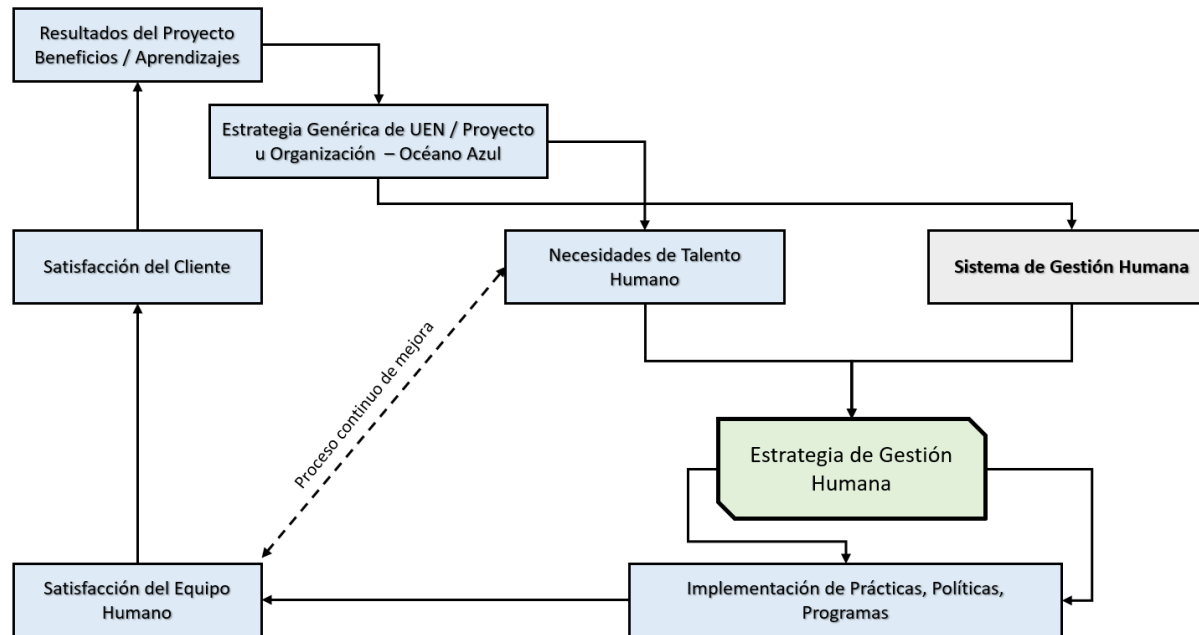 Resultados del Proyecto
Beneficios / Aprendizajes
Estrategia Genérica de UEN / Proyecto
u Organización – Océano Azul
Satisfacción del Cliente
Necesidades de Talento
Humano
Sistema de Gestión Humana
Proceso continuo de mejora
Estrategia de Gestión
Humana
Satisfacción del Equipo
Humano
Implementación de Prácticas, Políticas,
Programas